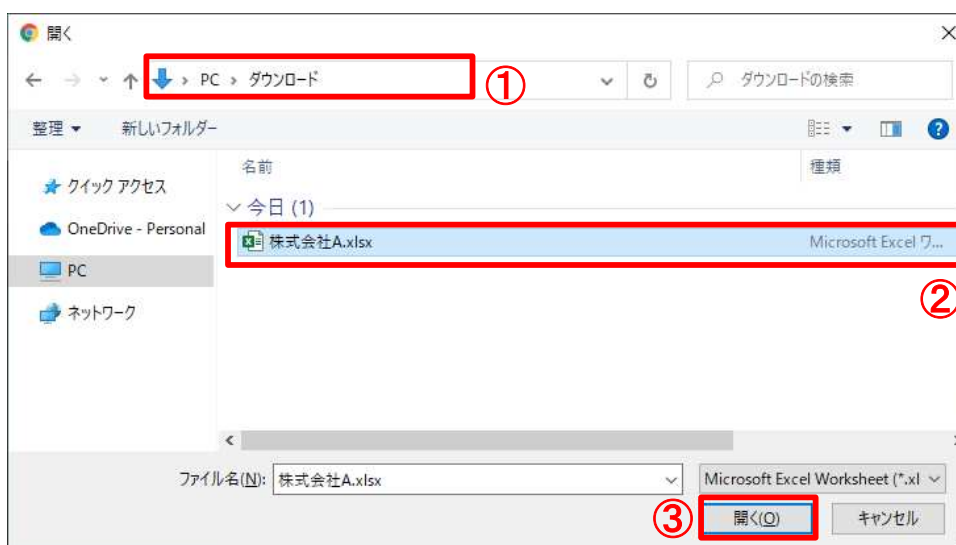 開く
PC › ダウンロード
①
ダウンロードの検索
整理
新しいフォルダー
名前
種類
クイック アクセス
今日 (1)
OneDrive - Personal
株式会社A.xlsx
Microsoft Excel ワ...
PC
②
ネットワーク
ファイル名(N):
株式会社A.xlsx
Microsoft Excel Worksheet (*.xl
③
開く(O)
キャンセル